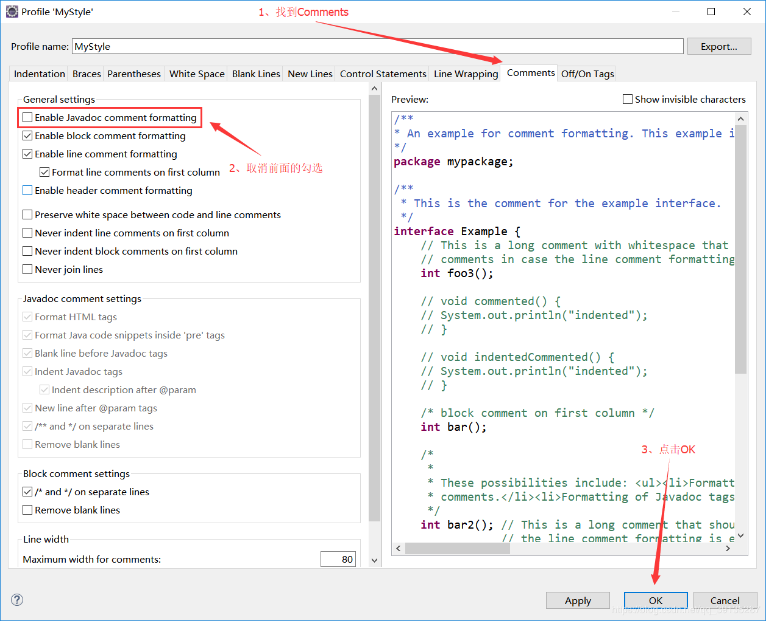 Profile 'MyStyle'
1、找到Comments
Profile name:
MyStyle
Export...
Indentation
Braces
Parentheses
White Space
Blank Lines
New Lines
Control Statements
Line Wrapping
Comments
Off/On Tags
General settings
Enable Javadoc comment formatting
Enable block comment formatting
Enable line comment formatting
Format line comments on first column
Enable header comment formatting
2、取消前面的勾选
Preserve white space between code and line comments
Never indent line comments on first column
Never indent block comments on first column
Never join lines
Javadoc comment settings
Format HTML tags
Format Java code snippets inside 'pre' tags
Blank line before Javadoc tags
Indent Javadoc tags
Indent description after @param
New line after @param tags
/** and */ on separate lines
Remove blank lines
Block comment settings
/* and */ on separate lines
Remove blank lines
Line width
Maximum width for comments:
80
Preview:
Show invisible characters
/**
* An example for comment formatting. This example i
*/
package mypackage;
/**
* This is the comment for the example interface.
*/
interface Example {
// This is a long comment with whitespace that
// comments in case the line comment formatting
int foo3();
// void commented() {
// System.out.println("indented");
// }
// void indentedCommented() {
// System.out.println("indented");
// }
/* block comment on first column */
int bar();
/*
*
* These possibilities include: <ul><li>Formatt
* comments.</li><li>Formatting of Javadoc tags
*/
int bar2(); // This is a long comment that shou
// the line comment formatting is e
3、点击OK
Apply
OK
Cancel